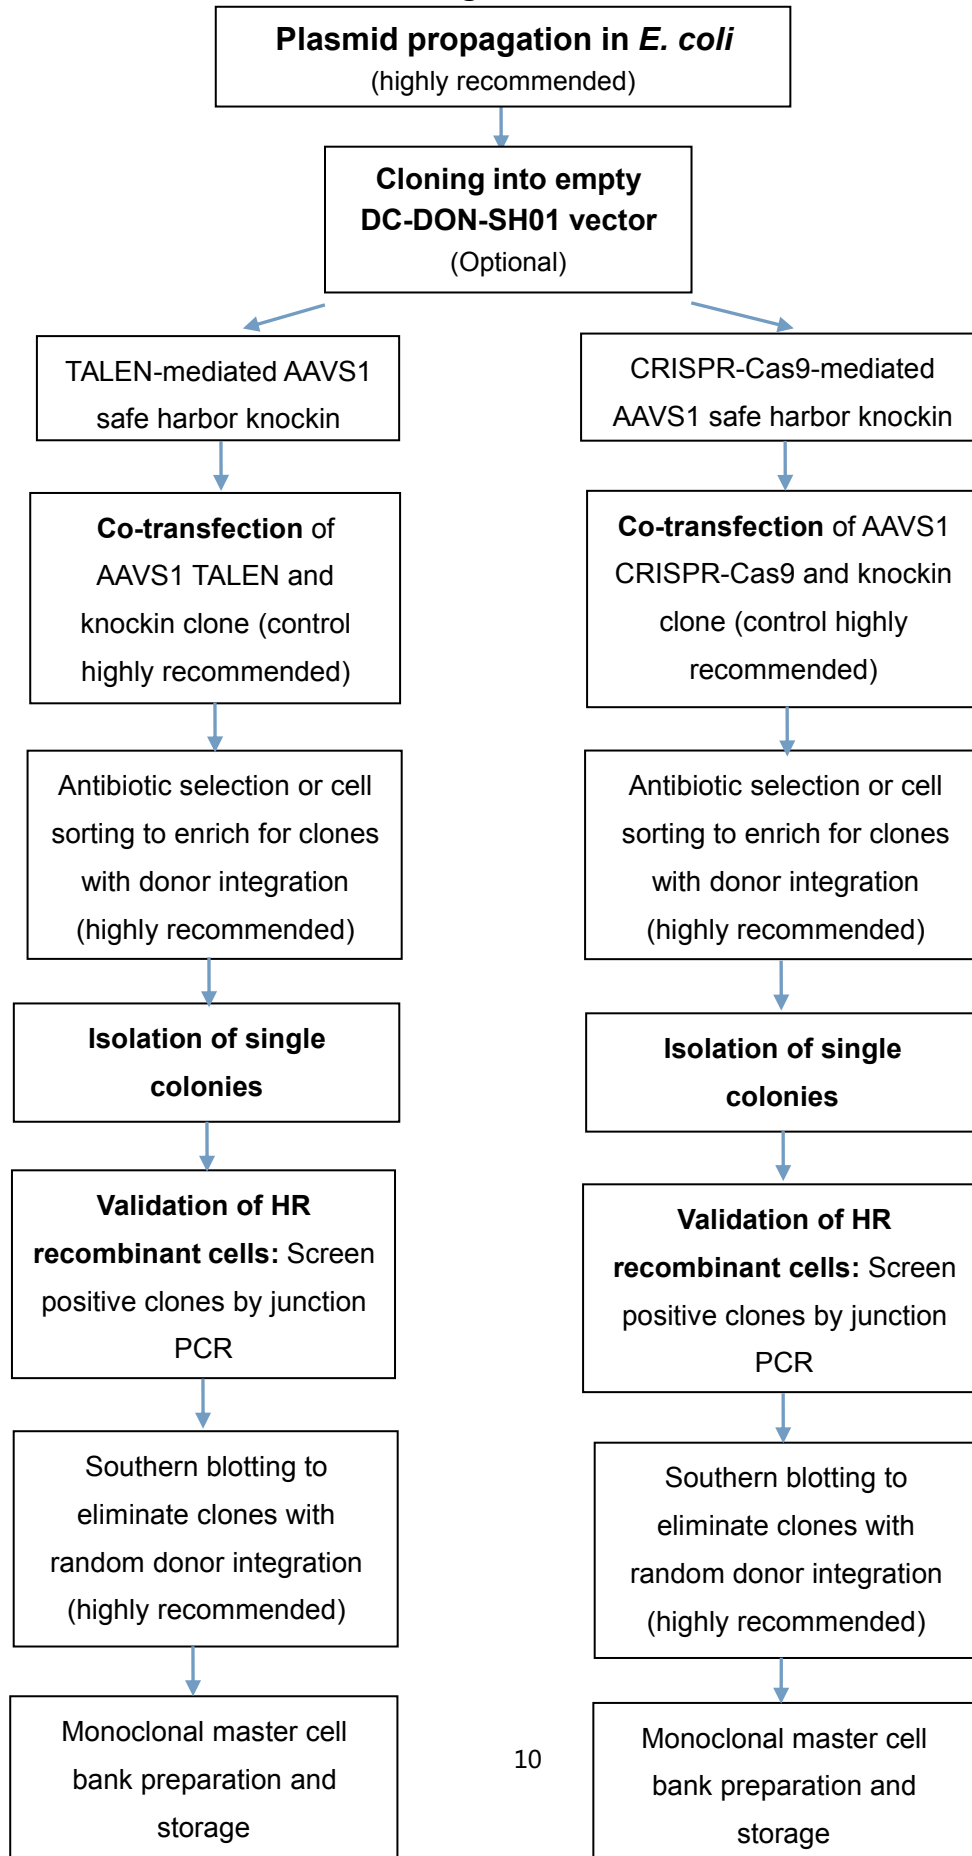 Plasmid propagation in E. coli
(highly recommended)
Cloning into empty
DC-DON-SH01 vector
(Optional)
TALEN-mediated AAVS1
safe harbor knockin
Co-transfection of
AAVS1 TALEN and
knockin clone (control
highly recommended)
Antibiotic selection or cell
sorting to enrich for clones
with donor integration
(highly recommended)
Isolation of single
colonies
Validation of HR
recombinant cells: Screen
positive clones by junction
PCR
Southern blotting to
eliminate clones with
random donor integration
(highly recommended)
Monoclonal master cell
bank preparation and
storage
CRISPR-Cas9-mediated
AAVS1 safe harbor knockin
Co-transfection of AAVS1
CRISPR-Cas9 and knockin
clone (control highly
recommended)
Antibiotic selection or cell
sorting to enrich for clones
with donor integration
(highly recommended)
Isolation of single
colonies
Validation of HR
recombinant cells: Screen
positive clones by junction
PCR
Southern blotting to
eliminate clones with
random donor integration
(highly recommended)
Monoclonal master cell
bank preparation and
storage
10